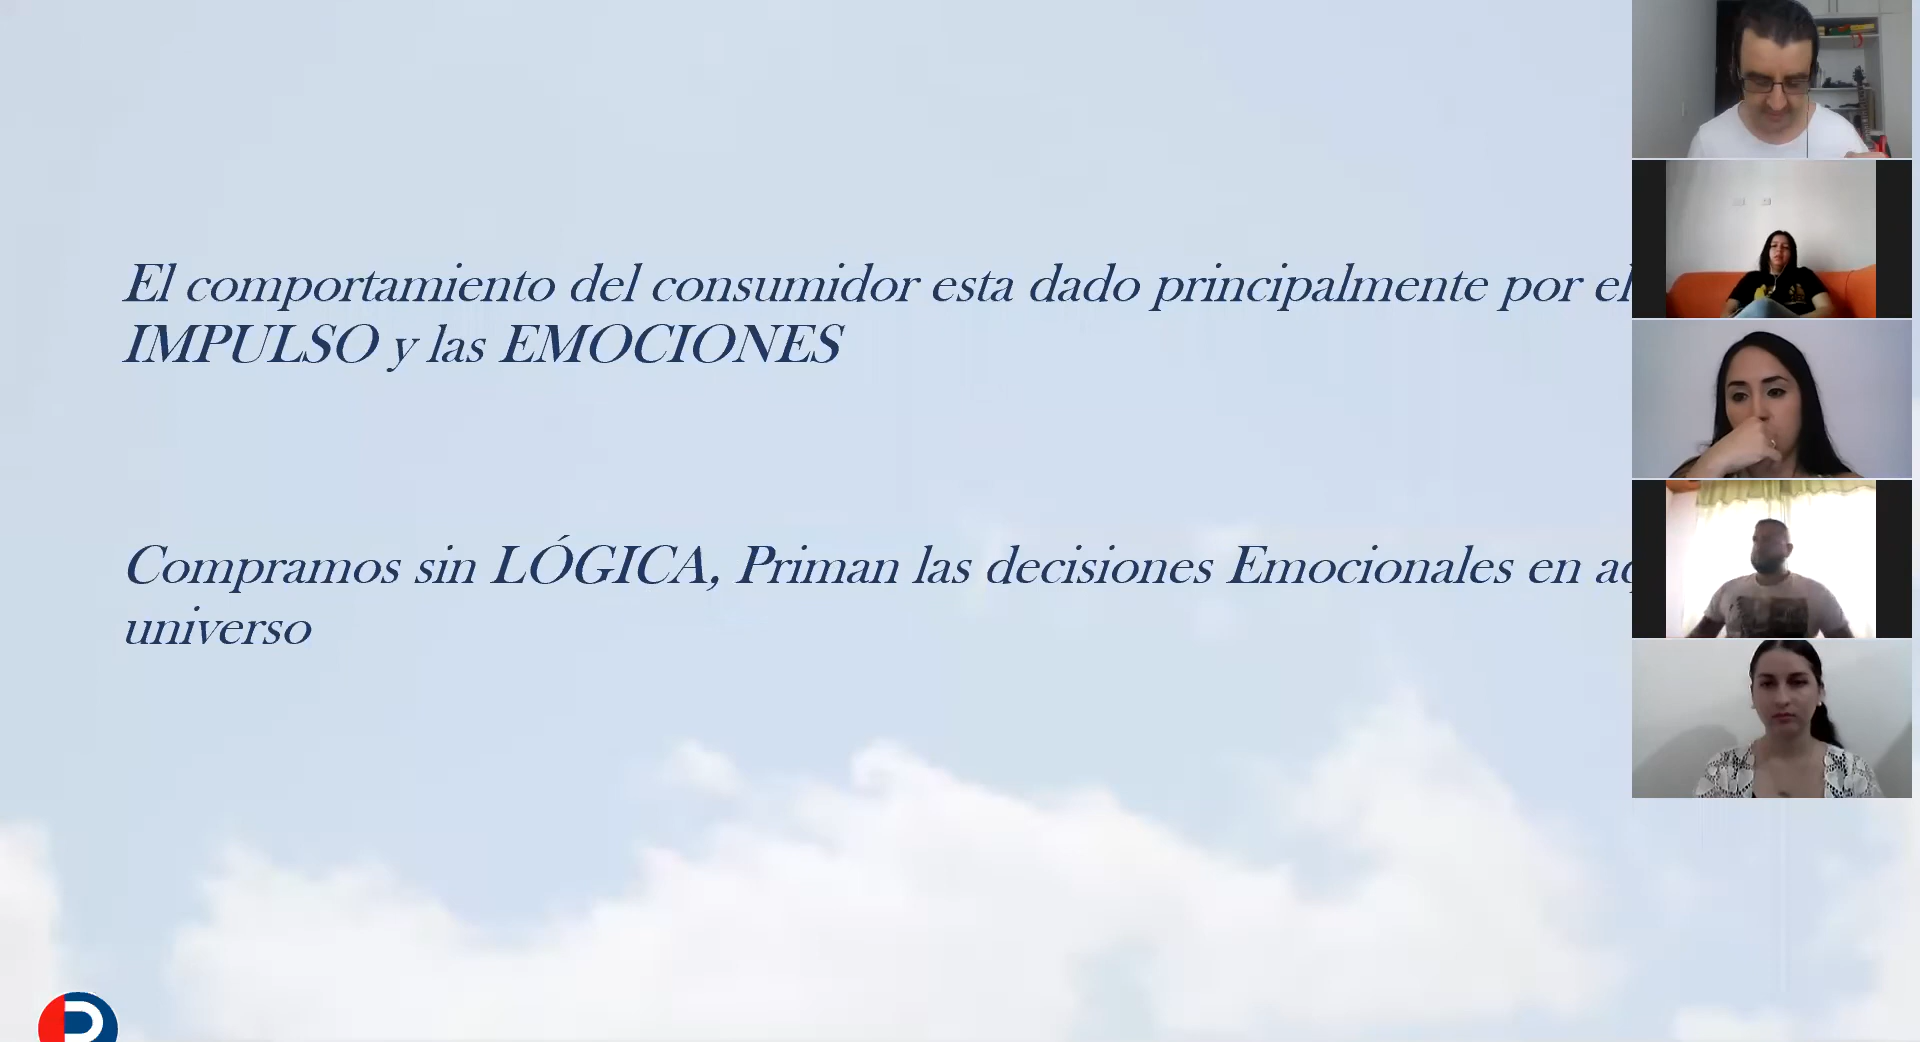 El comportamiento del consumidor esta dado principalmente por el
IMPULSO y las EMOCIONES
Compramos sin LÓGICA, Priman las decisiones Emocionales en
universo